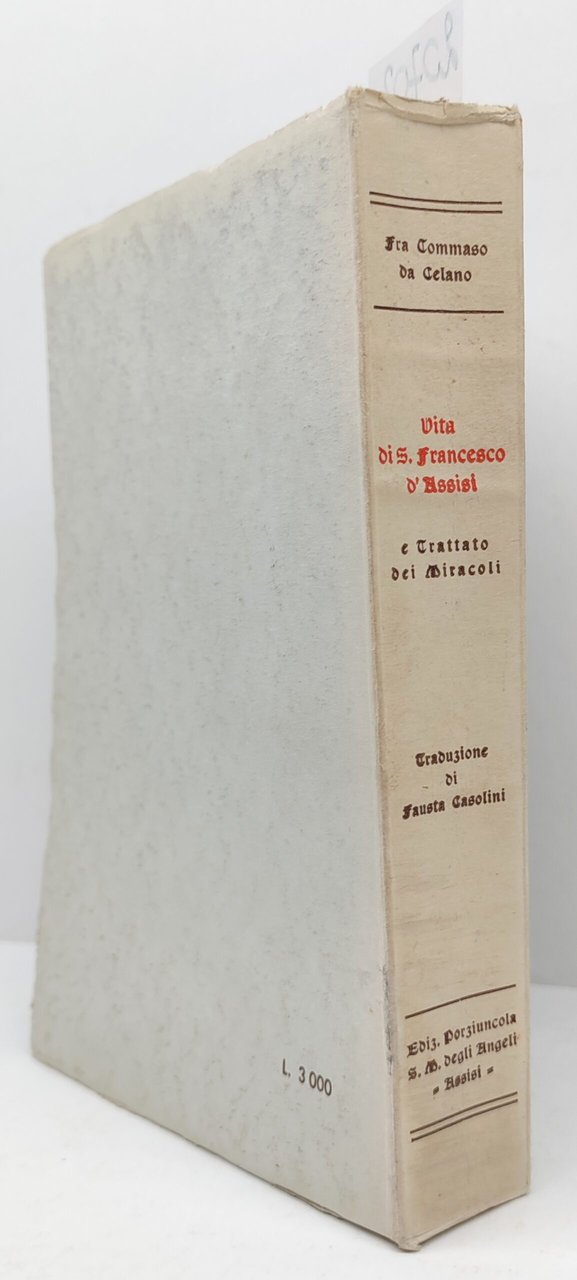 Fra Tommaso
da Celano
Vita
di S. Francesco
d'Assisi
e Trattato
dei Miracoli
Traduzione
di
Fausta Casolini
Ediz. Porziuncola
S. M. degli Angeli
= Assisi =
L. 3000